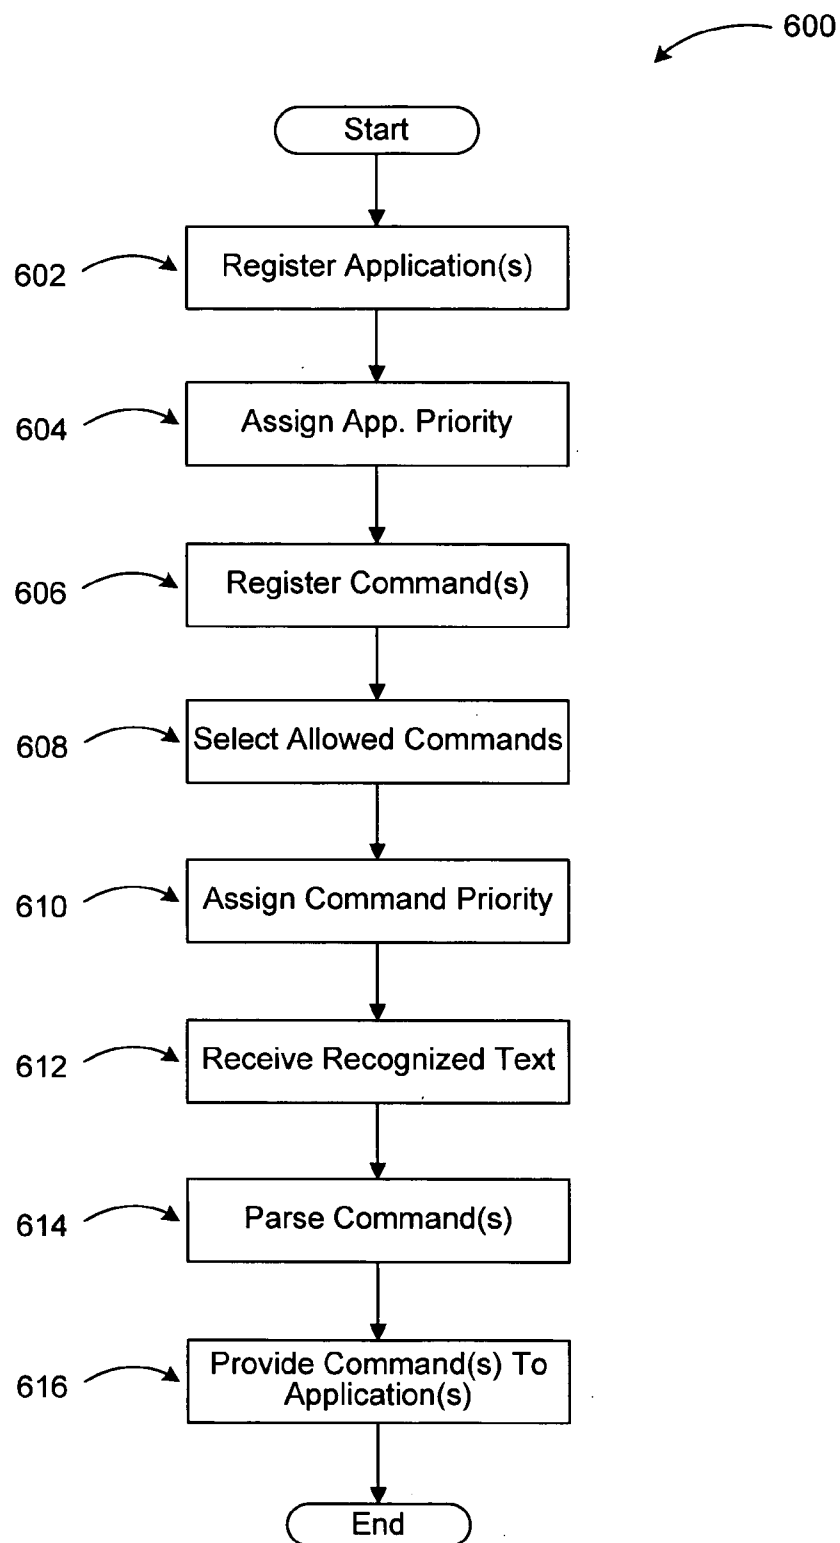 600
Start
602
Register Application(s)
604
Assign App. Priority
606
Register Command(s)
608
Select Allowed Commands
610
Assign Command Priority
612
Receive Recognized Text
614
Parse Command(s)
616
Provide Command(s) To
Application(s)
End